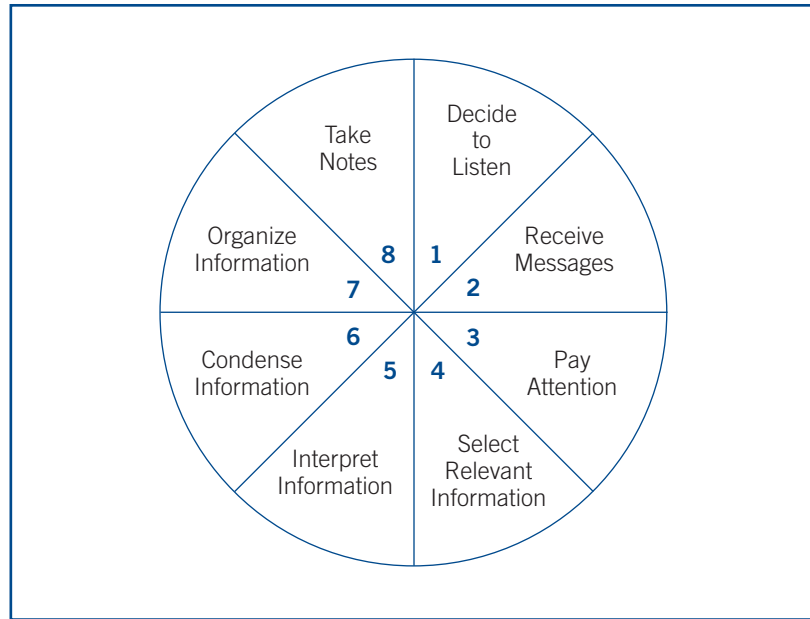 Decide
to
Listen
1
Receive
Messages
2
3
Pay
Attention
4
Select
Relevant
Information
5
Interpret
Information
6
Condense
Information
7
Organize
Information
8
Take
Notes